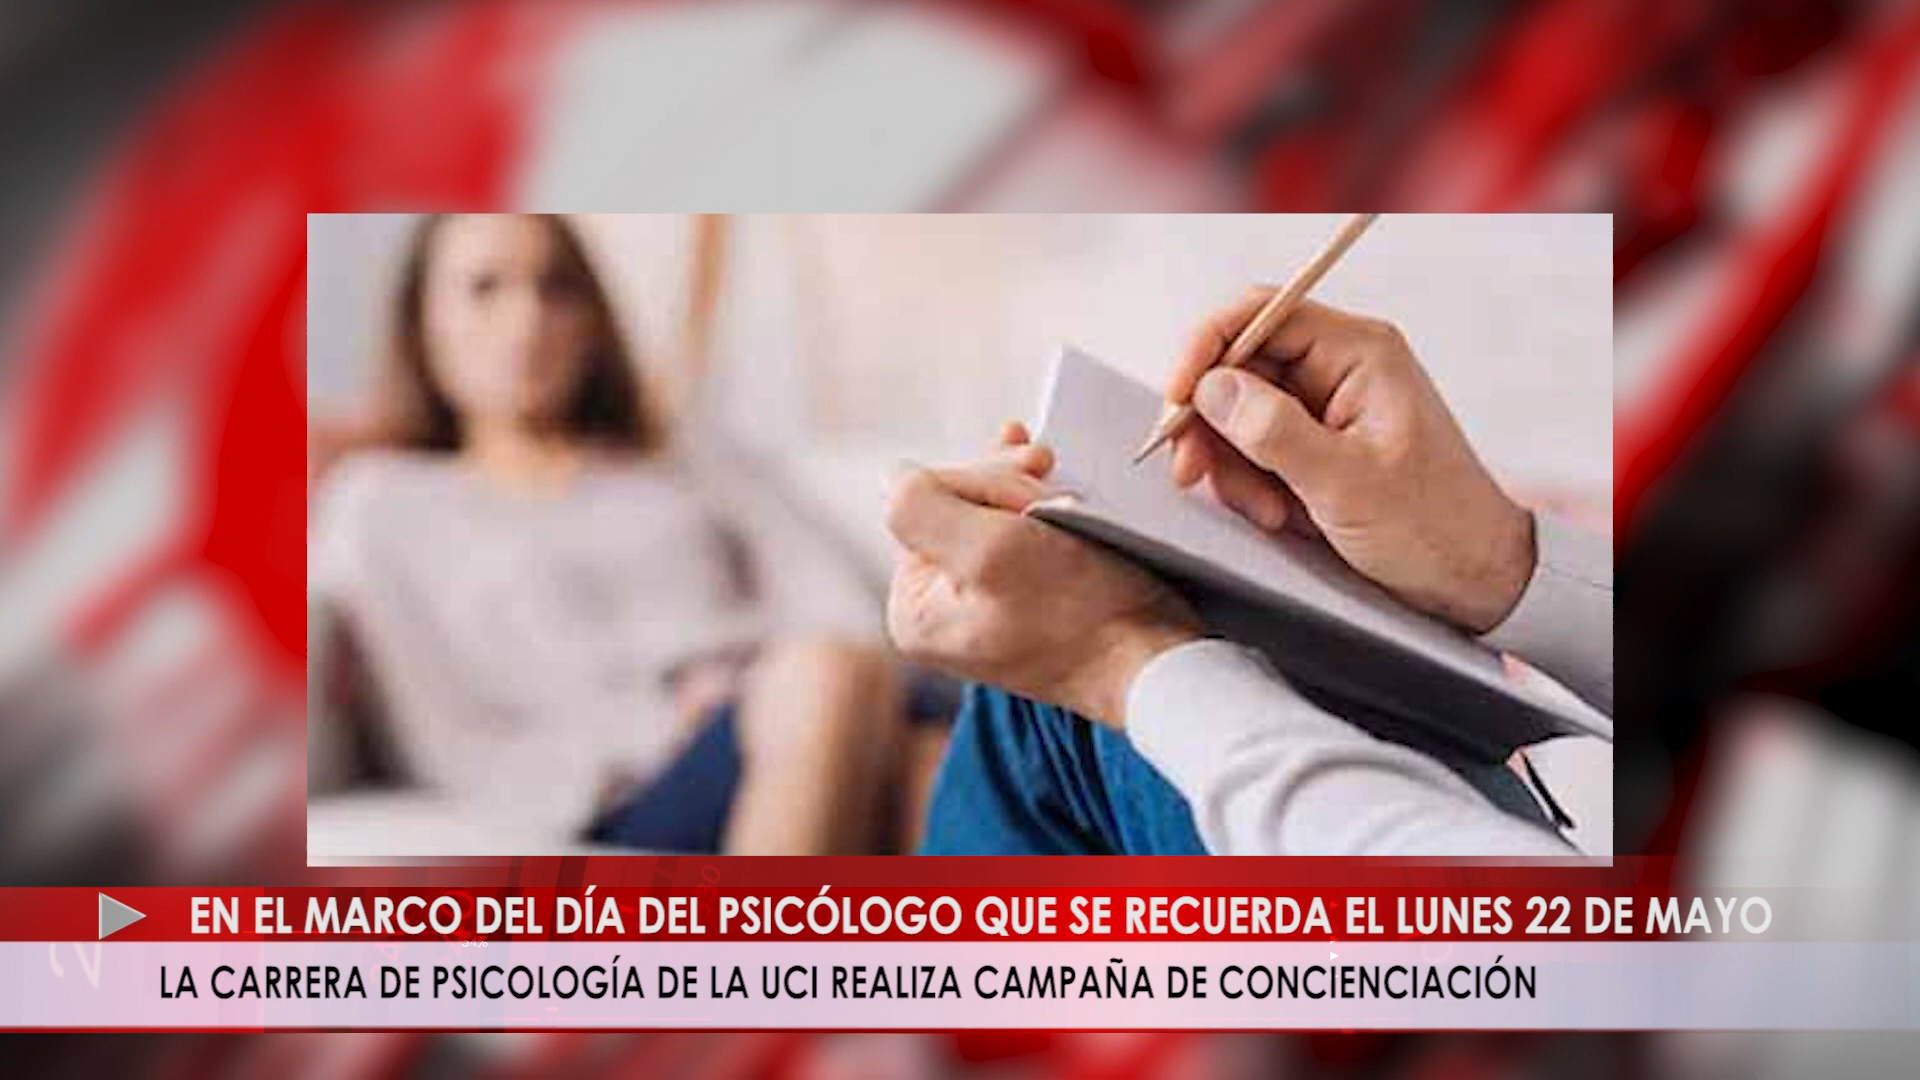 EN EL MARCO DEL DÍA DEL PSICÓLOGO QUE SE RECUERDA EL LUNES 22 DE MAYO
LA CARRERA DE PSICOLOGÍA DE LA UCI REALIZA CAMPAÑA DE CONCIENCIACIÓN